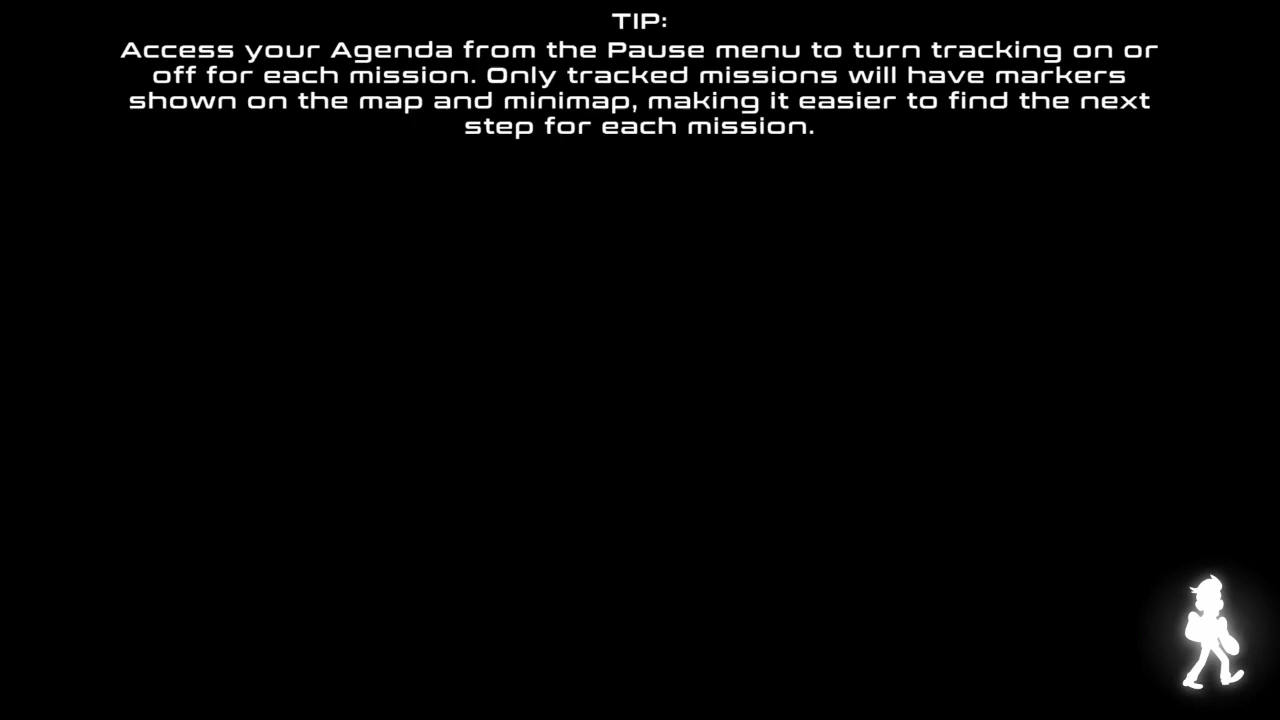 TIP:
Access your Agenda from the Pause menu to turn tracking on or
off for each mission. Only tracked missions will have markers
shown on the map and minimap, making it easier to find the next
step for each mission.